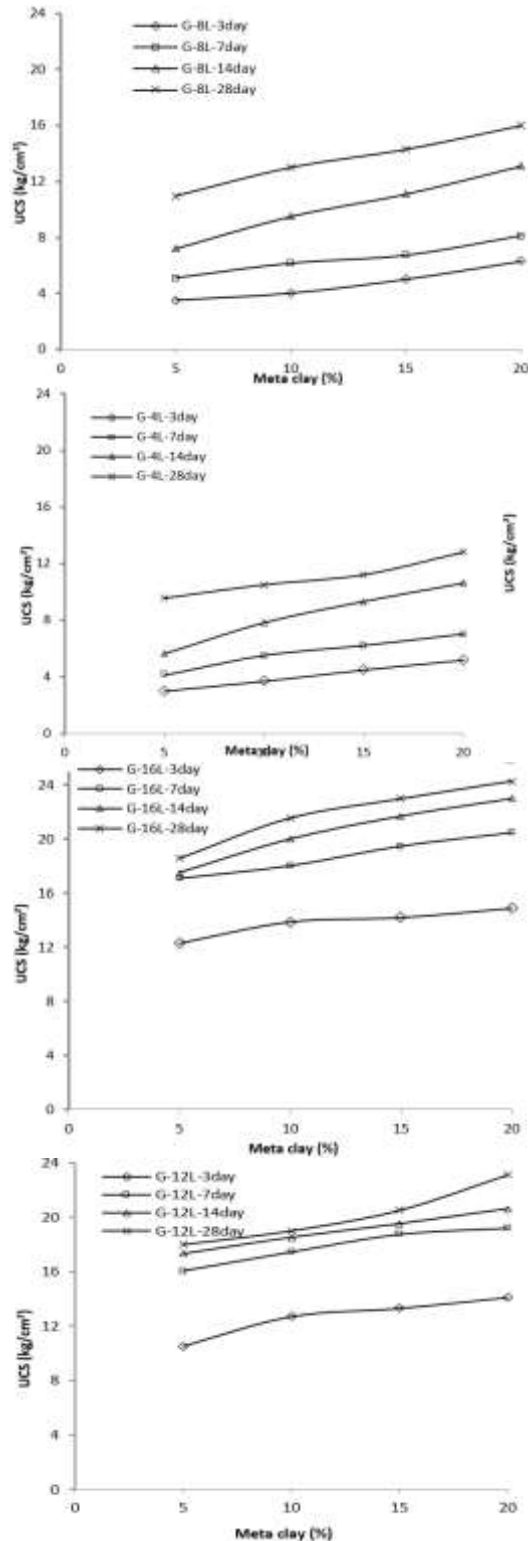 24
20
16
12
8
4
0
UCS (kg/cm²)
G-8L-3day
G-8L-7day
G-8L-14day
G-8L-28day
0 5 10 15 20
Meta clay (%)
24
20
16
12
8
4
0
UCS (kg/cm²)
G-4L-3day
G-4L-7day
G-4L-14day
G-4L-28day
UCS (kg/cm²)
0 5 15 20
Meta clay (%)
24
20
16
12
8
4
0
UCS (kg/cm²)
G-16L-3day
G-16L-7day
G-16L-14day
G-16L-28day
0 5 10 15 20
Meta clay (%)
24
20
16
12
8
4
0
UCS (kg/cm²)
G-12L-3day
G-12L-7day
G-12L-14day
G-12L-28day
0 5 10 15 20
Meta clay (%)